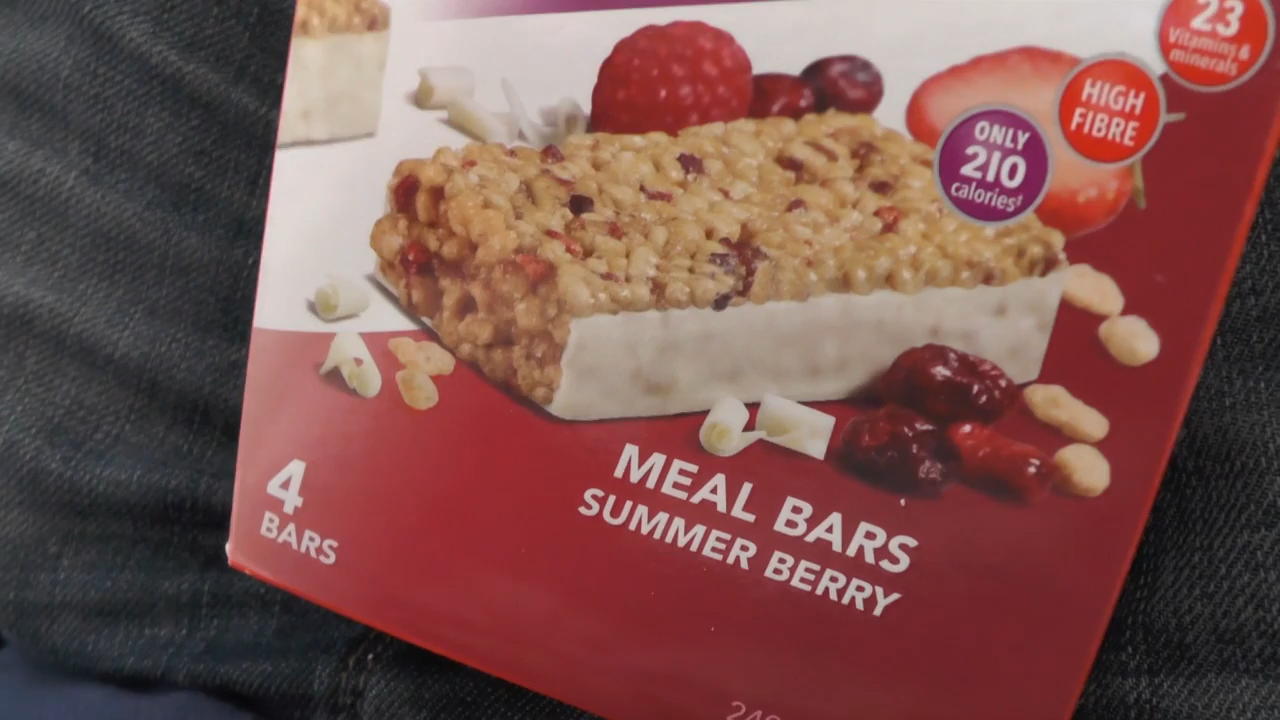 23
Vitamins &
minerals
HIGH
FIBRE
ONLY
210
calories‡
4
BARS
MEAL BARS
SUMMER BERRY